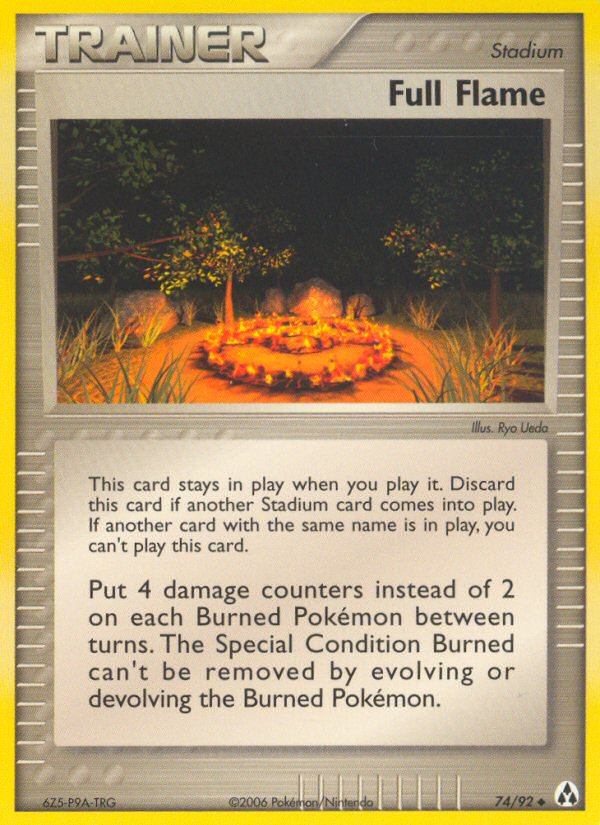 TRAINER
Stadium
Full Flame
Illus. Ryo Ueda
This card stays in play when you play it. Discard
this card if another Stadium card comes into play.
If another card with the same name is in play, you
can't play this card.
Put 4 damage counters instead of 2
on each Burned Pokémon between
turns. The Special Condition Burned
can't be removed by evolving or
devolving the Burned Pokémon.
6Z5-P9A-TRG
©2006 Pokémon/Nintendo
74/92